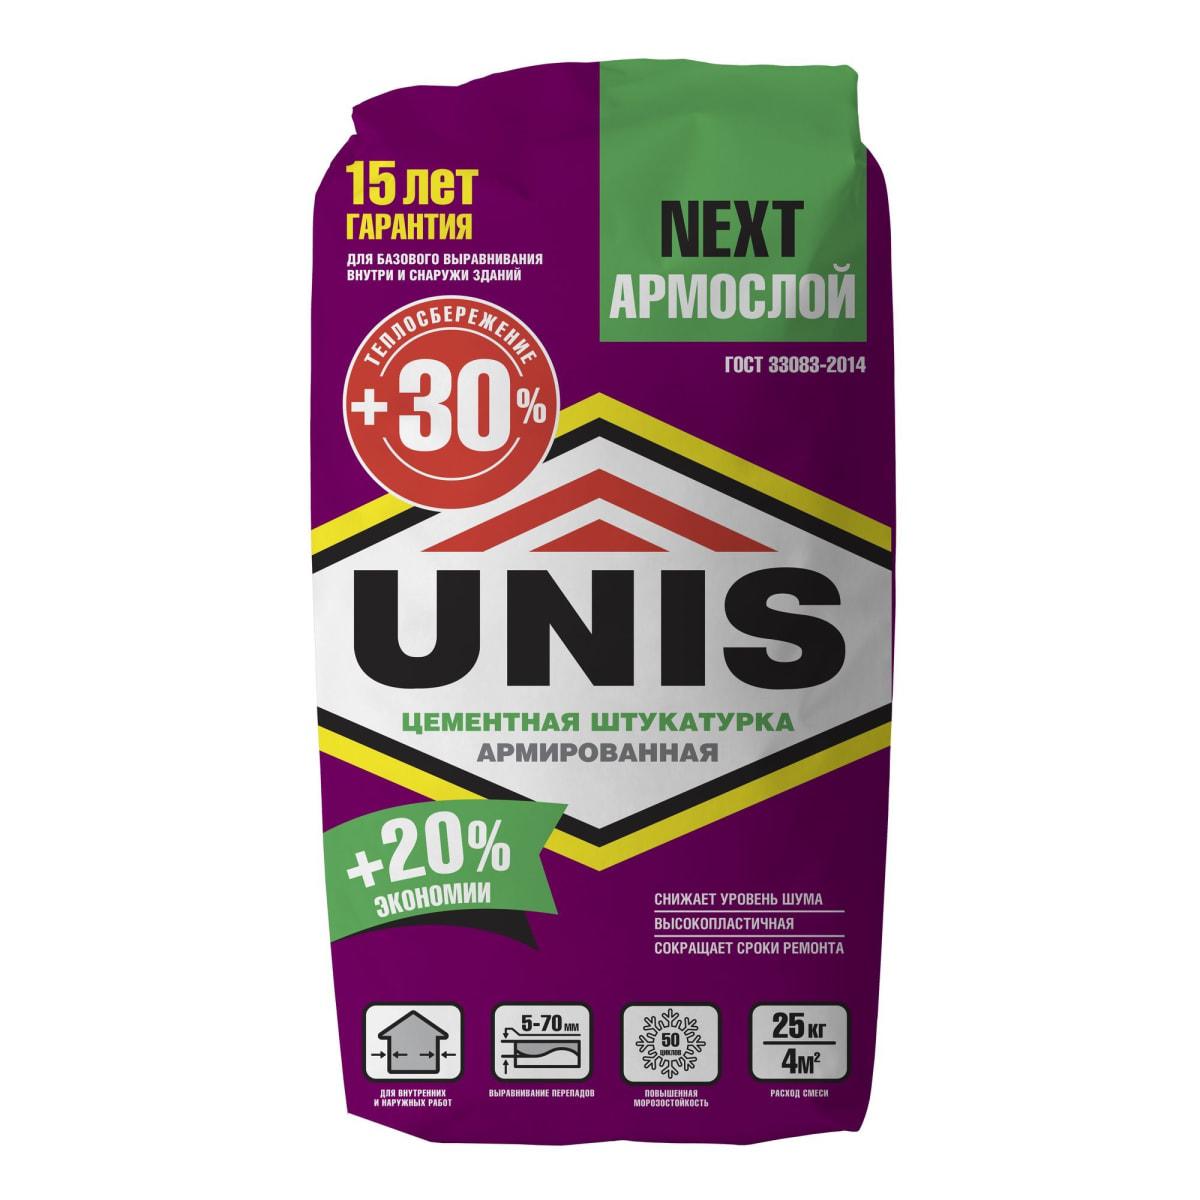 15 лет
ГАРАНТИЯ
ДЛЯ БАЗОВОГО ВЫРАВНИВАНИЯ
ВНУТРИ И СНАРУЖИ ЗДАНИЙ
NEXT
АРМОСЛОЙ
ГОСТ 33083-2014
ТЕПЛОСБЕРЕЖЕНИЕ
+30%
UNIS
ЦЕМЕНТНАЯ ШТУКАТУРКА
АРМИРОВАННАЯ
+20%
ЭКОНОМИИ
СНИЖАЕТ УРОВЕНЬ ШУМА
ВЫСОКОПЛАСТИЧНАЯ
СОКРАЩАЕТ СРОКИ РЕМОНТА
ДЛЯ ВНУТРЕННИХ
И НАРУЖНЫХ РАБОТ
5-70 мм
ВЫРАВНИВАНИЕ ПЕРЕПАДОВ
50
ЦИКЛОВ
ПОВЫШЕННАЯ
МОРОЗОСТОЙКОСТЬ
25 кг
4м²
РАСХОД СМЕСИ